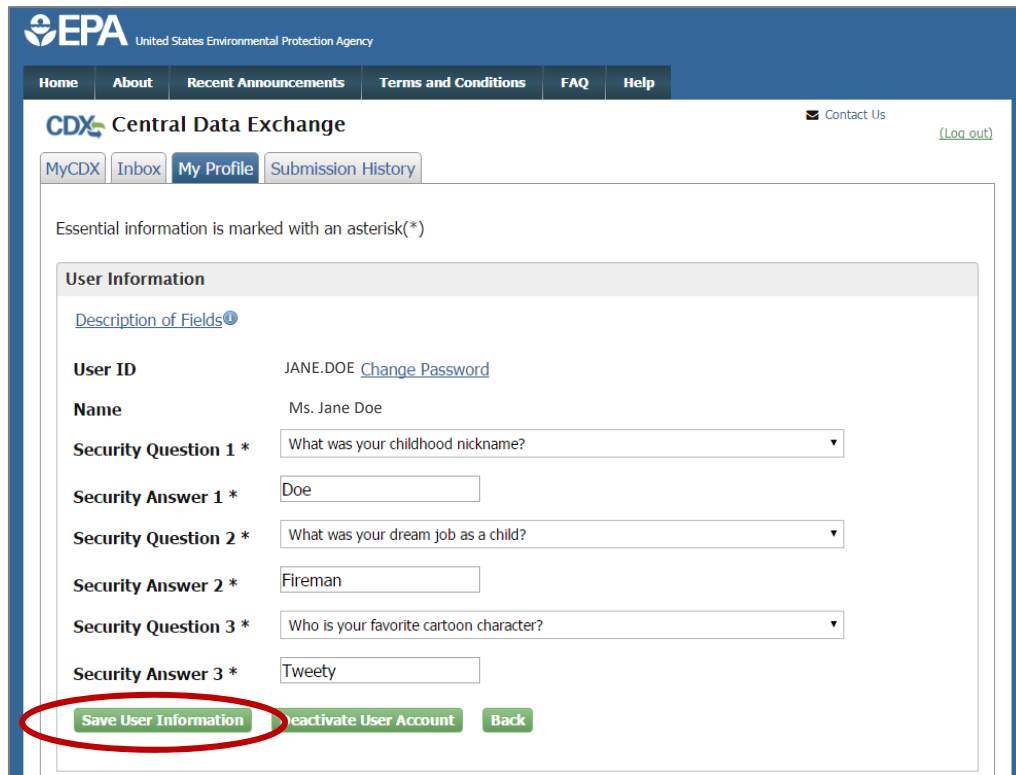 EPA United States Environmental Protection Agency
Home About Recent Announcements Terms and Conditions FAQ Help
CDX Central Data Exchange
Contact Us
(Log out)
MyCDX Inbox My Profile Submission History
Essential information is marked with an asterisk(*)
User Information
Description of Fields
User ID JANE.DOE Change Password
Name Ms. Jane Doe
Security Question 1 * What was your childhood nickname?
Security Answer 1 * Doe
Security Question 2 * What was your dream job as a child?
Security Answer 2 * Fireman
Security Question 3 * Who is your favorite cartoon character?
Security Answer 3 * Tweety
Save User Information Deactivate User Account Back